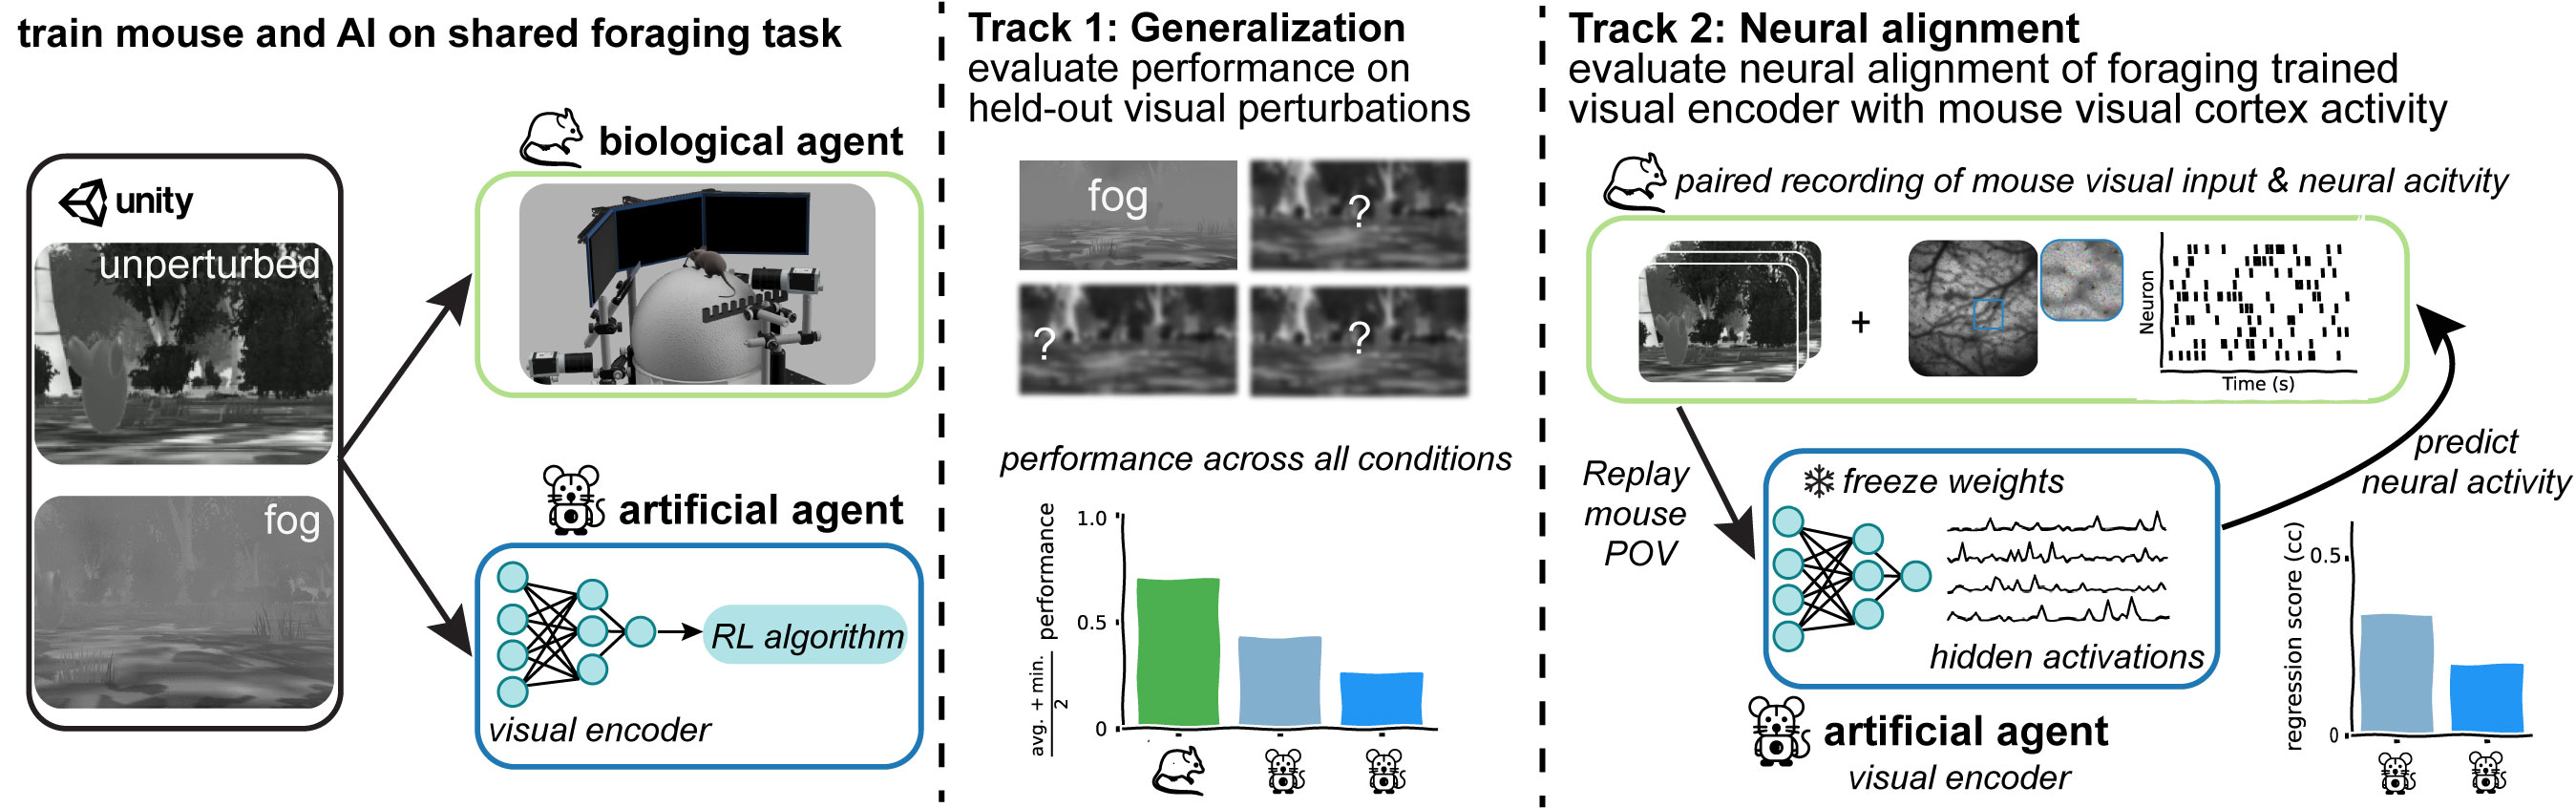 train mouse and AI on shared foraging task
unity
unperturbed
fog
biological agent
artificial agent
RL algorithm
visual encoder
Track 1: Generalization
evaluate performance on
held-out visual perturbations
fog
?
?
?
performance across all conditions
avg. + min.
2
performance
1.0
0.5
0
Track 2: Neural alignment
evaluate neural alignment of foraging trained
visual encoder with mouse visual cortex activity
paired recording of mouse visual input & neural acitvity
+
Neuron
Time (s)
Replay
mouse
POV
freeze weights
hidden activations
artificial agent
visual encoder
predict
neural activity
regression score (cc)
0.5
0